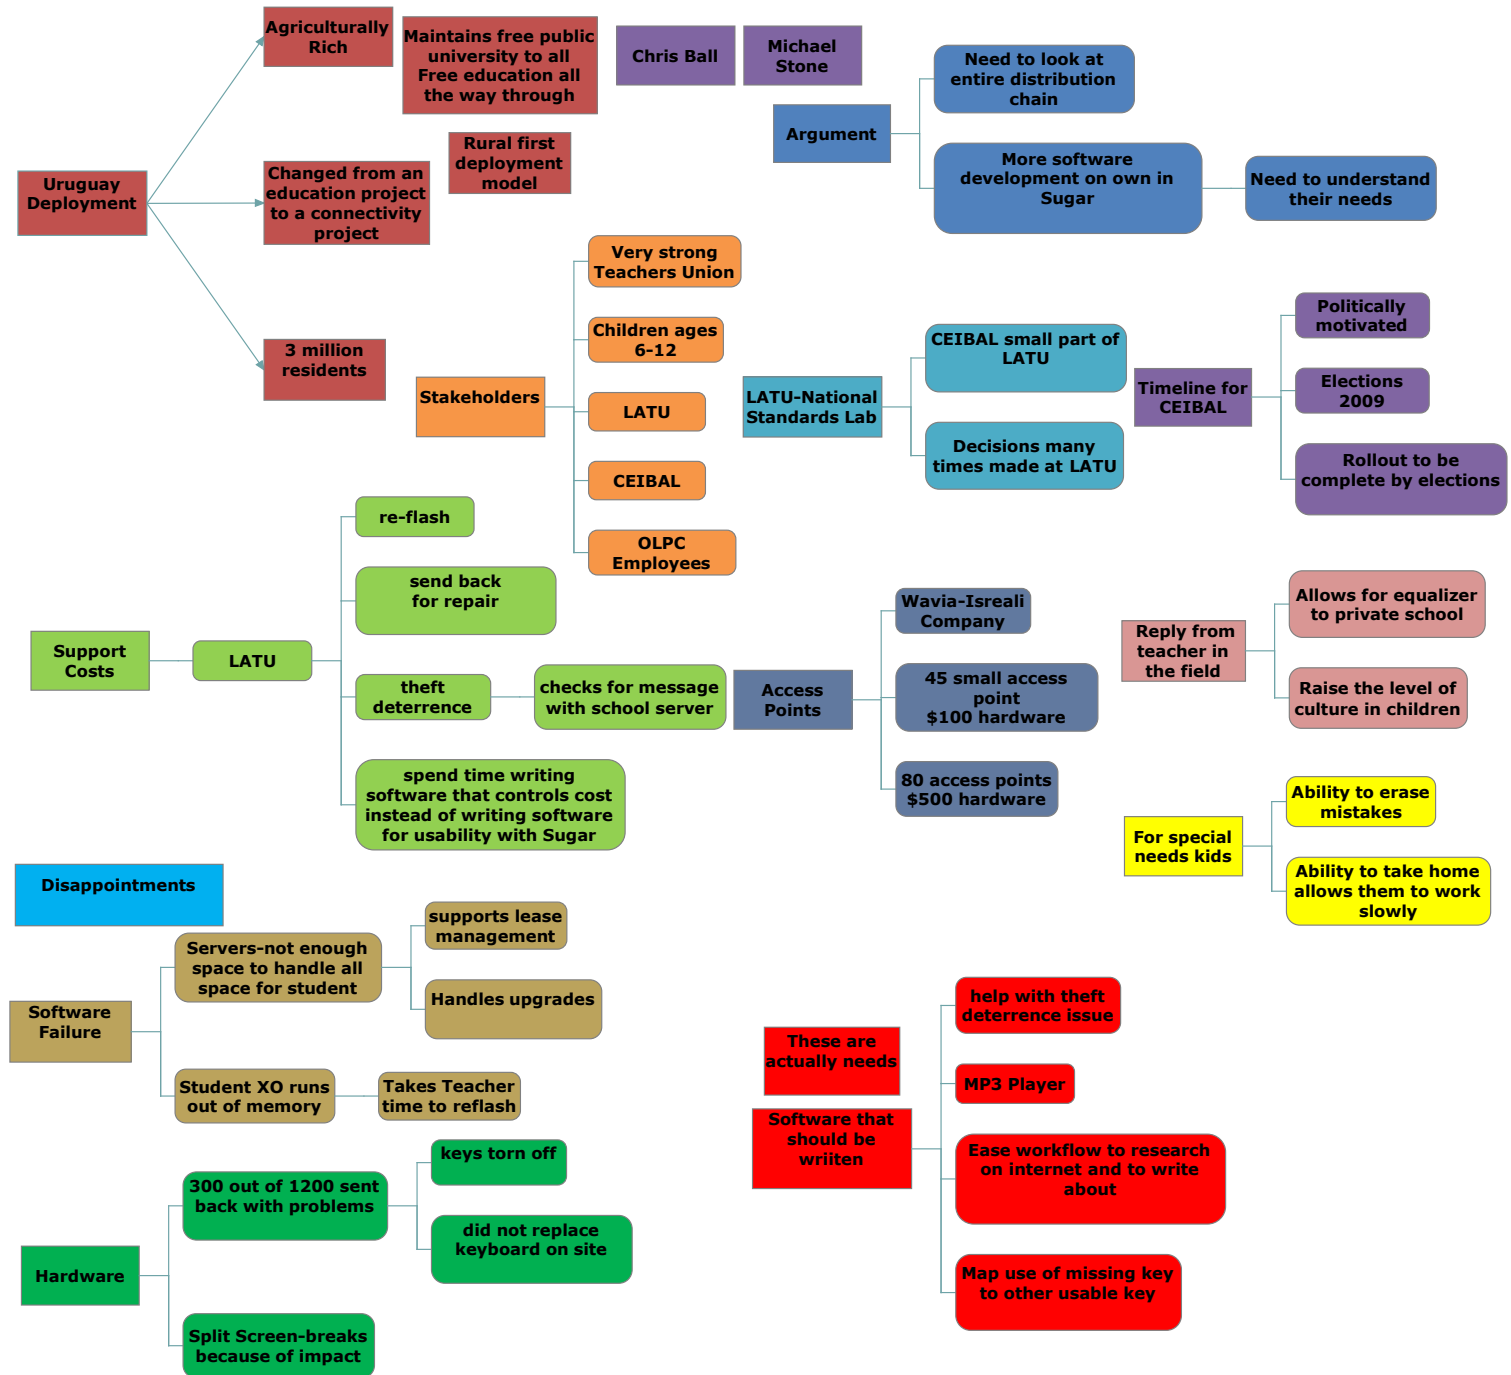 Agriculturally
Rich
Maintains free public
university to all
Free education all
the way through
Chris Ball
Michael
Stone
Need to look at
entire distribution
chain
Argument
Rural first
deployment
model
More software
development on own in
Sugar
Need to understand
their needs
Uruguay
Deployment
Changed from an
education project
to a connectivity
project
3 million
residents
Stakeholders
Very strong
Teachers Union
Children ages
6-12
LATU
CEIBAL
OLPC
Employees
LATU-National
Standards Lab
CEIBAL small part of
LATU
Decisions many
times made at LATU
Timeline for
CEIBAL
Politically
motivated
Elections
2009
Rollout to be
complete by elections
Support
Costs
LATU
re-flash
send back
for repair
theft
deterrence
checks for message
with school server
spend time writing
software that controls cost
instead of writing software
for usability with Sugar
Access
Points
Wavia-Isreali
Company
45 small access
point
$100 hardware
80 access points
$500 hardware
Reply from
teacher in
the field
Allows for equalizer
to private school
Raise the level of
culture in children
For special
needs kids
Ability to erase
mistakes
Ability to take home
allows them to work
slowly
Disappointments
Software
Failure
Servers-not enough
space to handle all
space for student
supports lease
management
Handles upgrades
Student XO runs
out of memory
Takes Teacher
time to reflash
These are
actually needs
Software that
should be
wriiten
help with theft
deterrence issue
MP3 Player
Ease workflow to research
on internet and to write
about
Map use of missing key
to other usable key
Hardware
300 out of 1200 sent
back with problems
keys torn off
did not replace
keyboard on site
Split Screen-breaks
because of impact